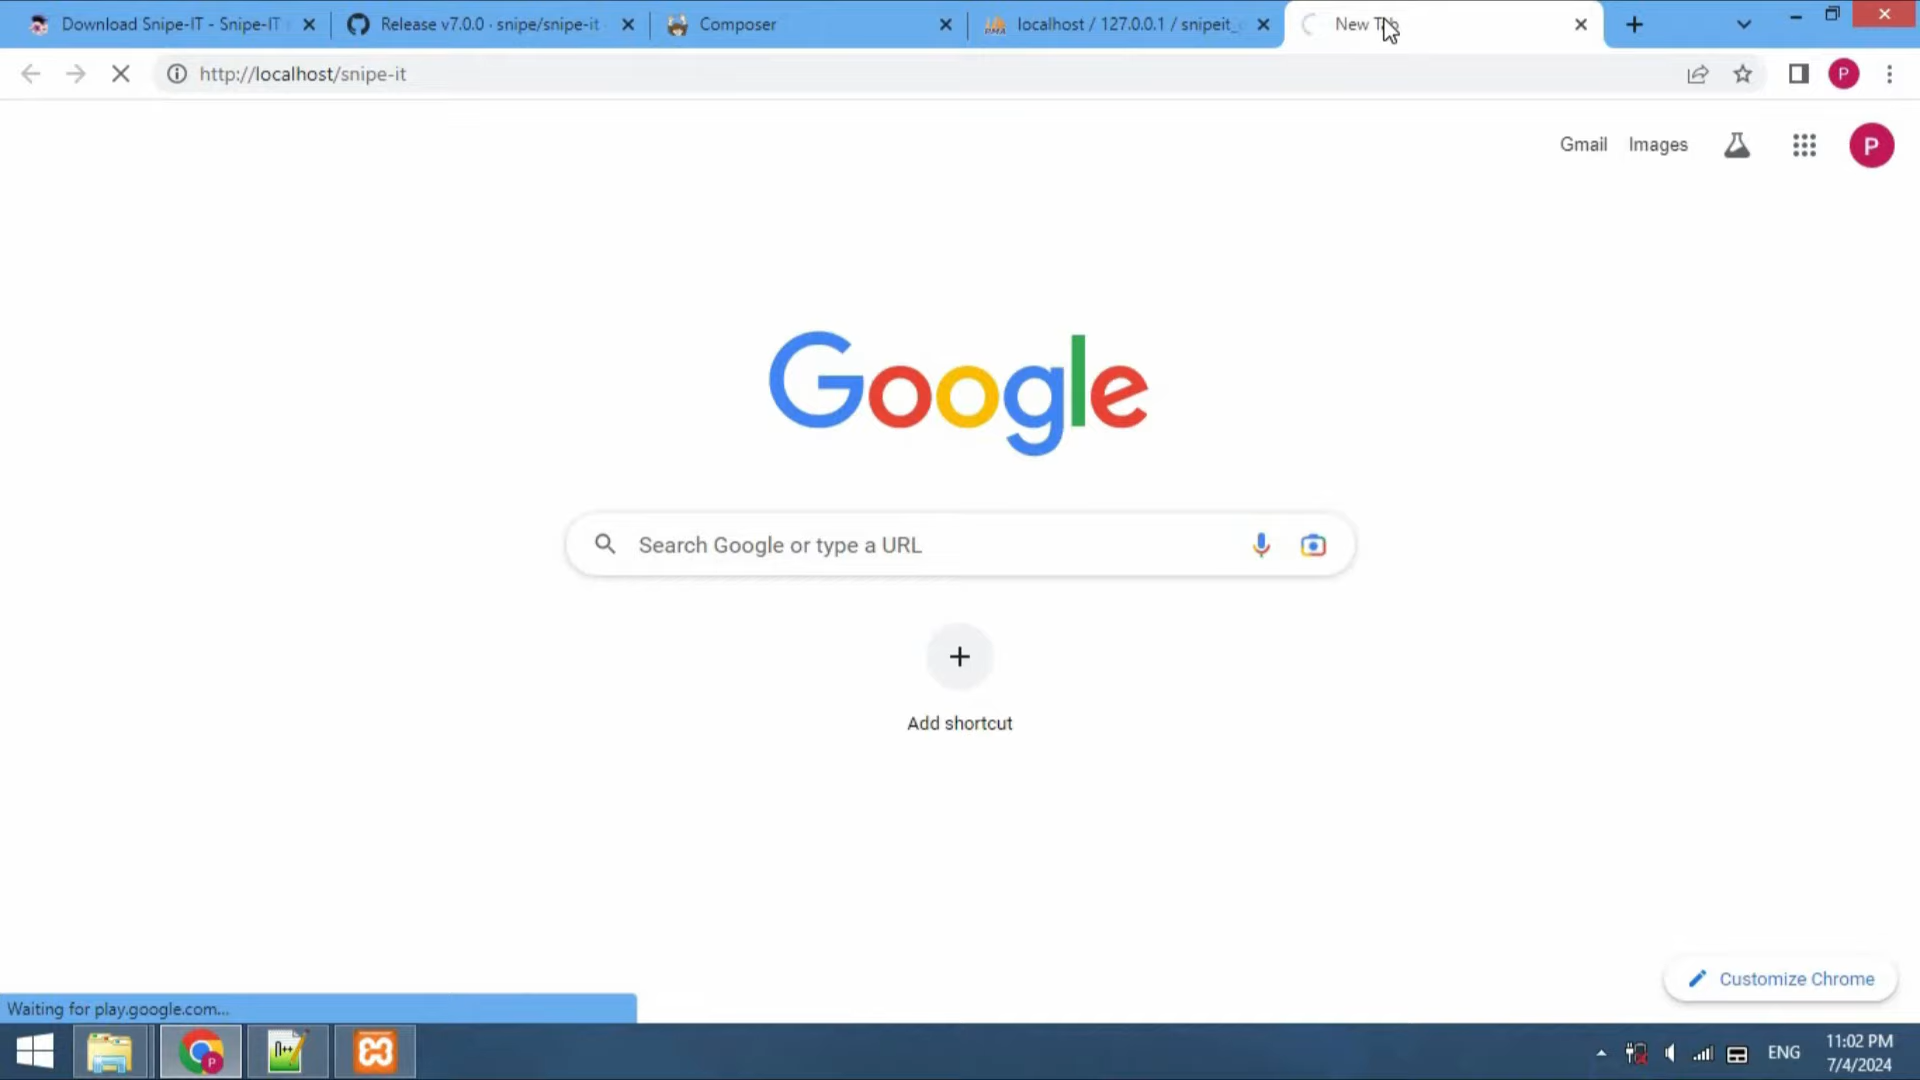 Download Snipe-IT - Snipe-IT
Release v7.0.0 · snipe/snipe-it
Composer
localhost / 127.0.0.1 / snipeit_
New
http://localhost/snipe-it
P
Gmail
Images
P
Google
Search Google or type a URL
Add shortcut
Customize Chrome
Waiting for play.google.com...
ENG
11:02 PM
7/4/2024